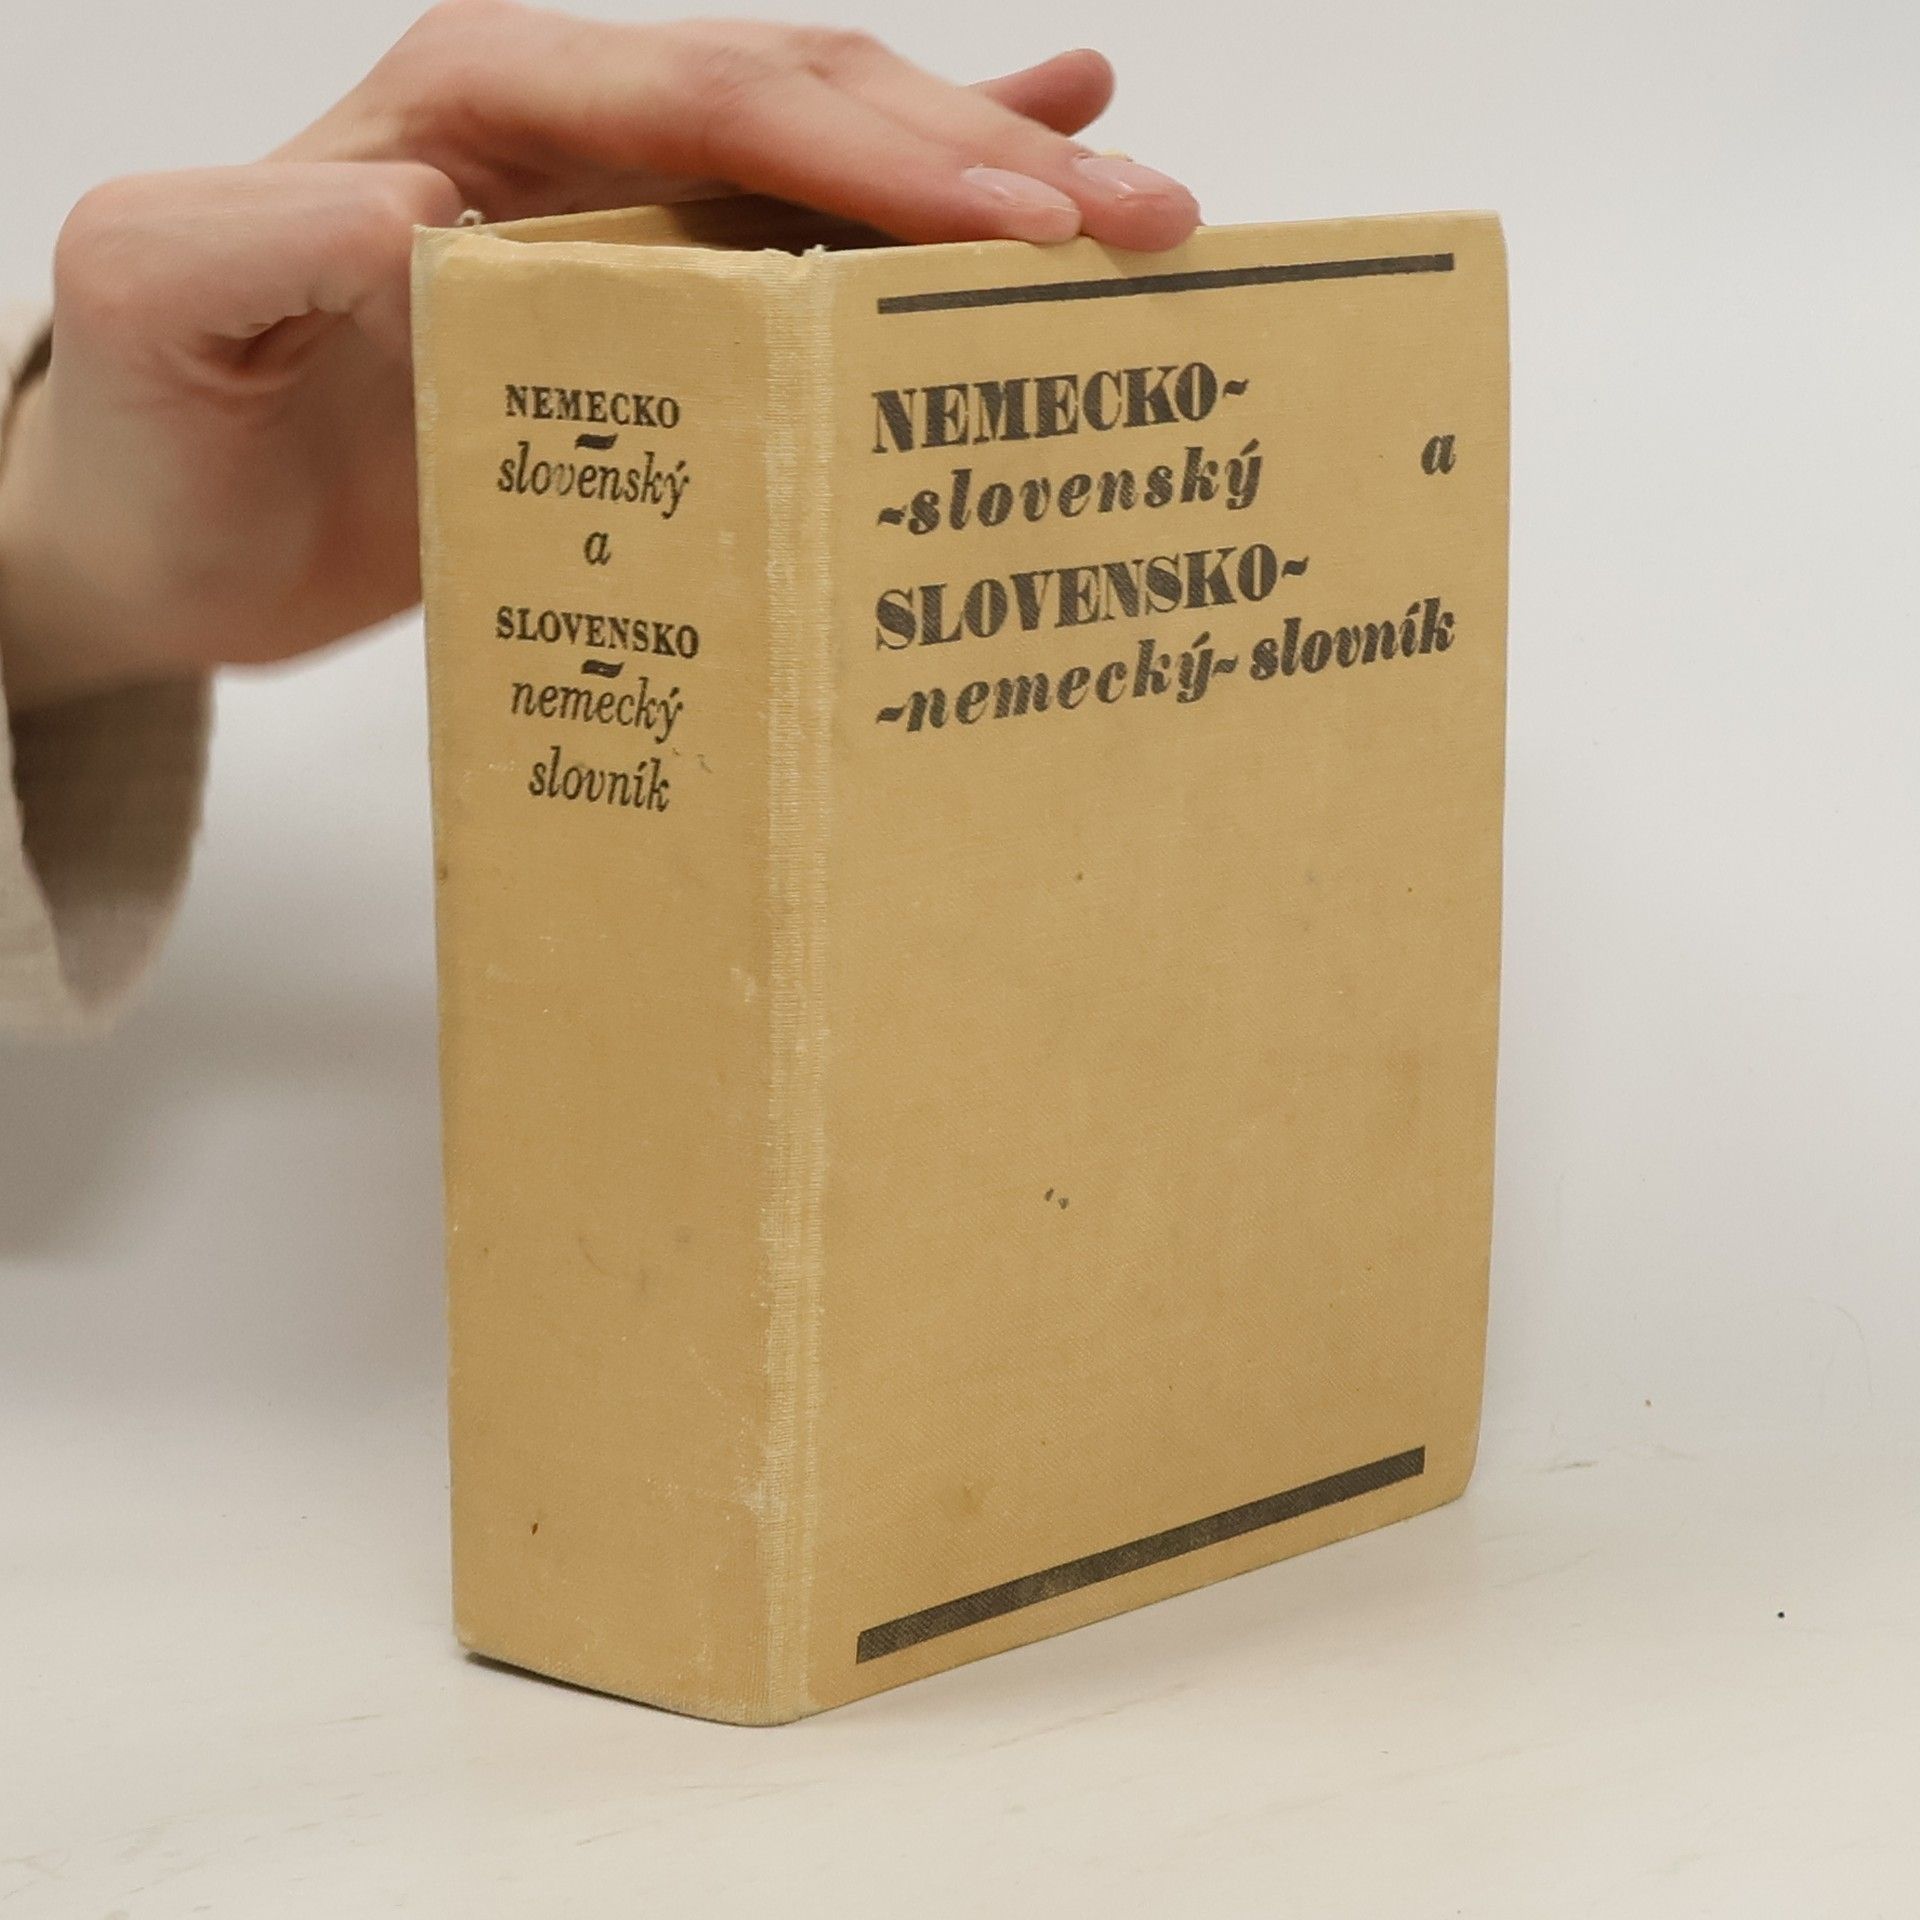 NEMECKO
~
slovenský
a
SLOVENSKO
~
nemecký
slovník
NEMECKO~
~slovenský a
SLOVENSKO~
~nemecký~ slovník